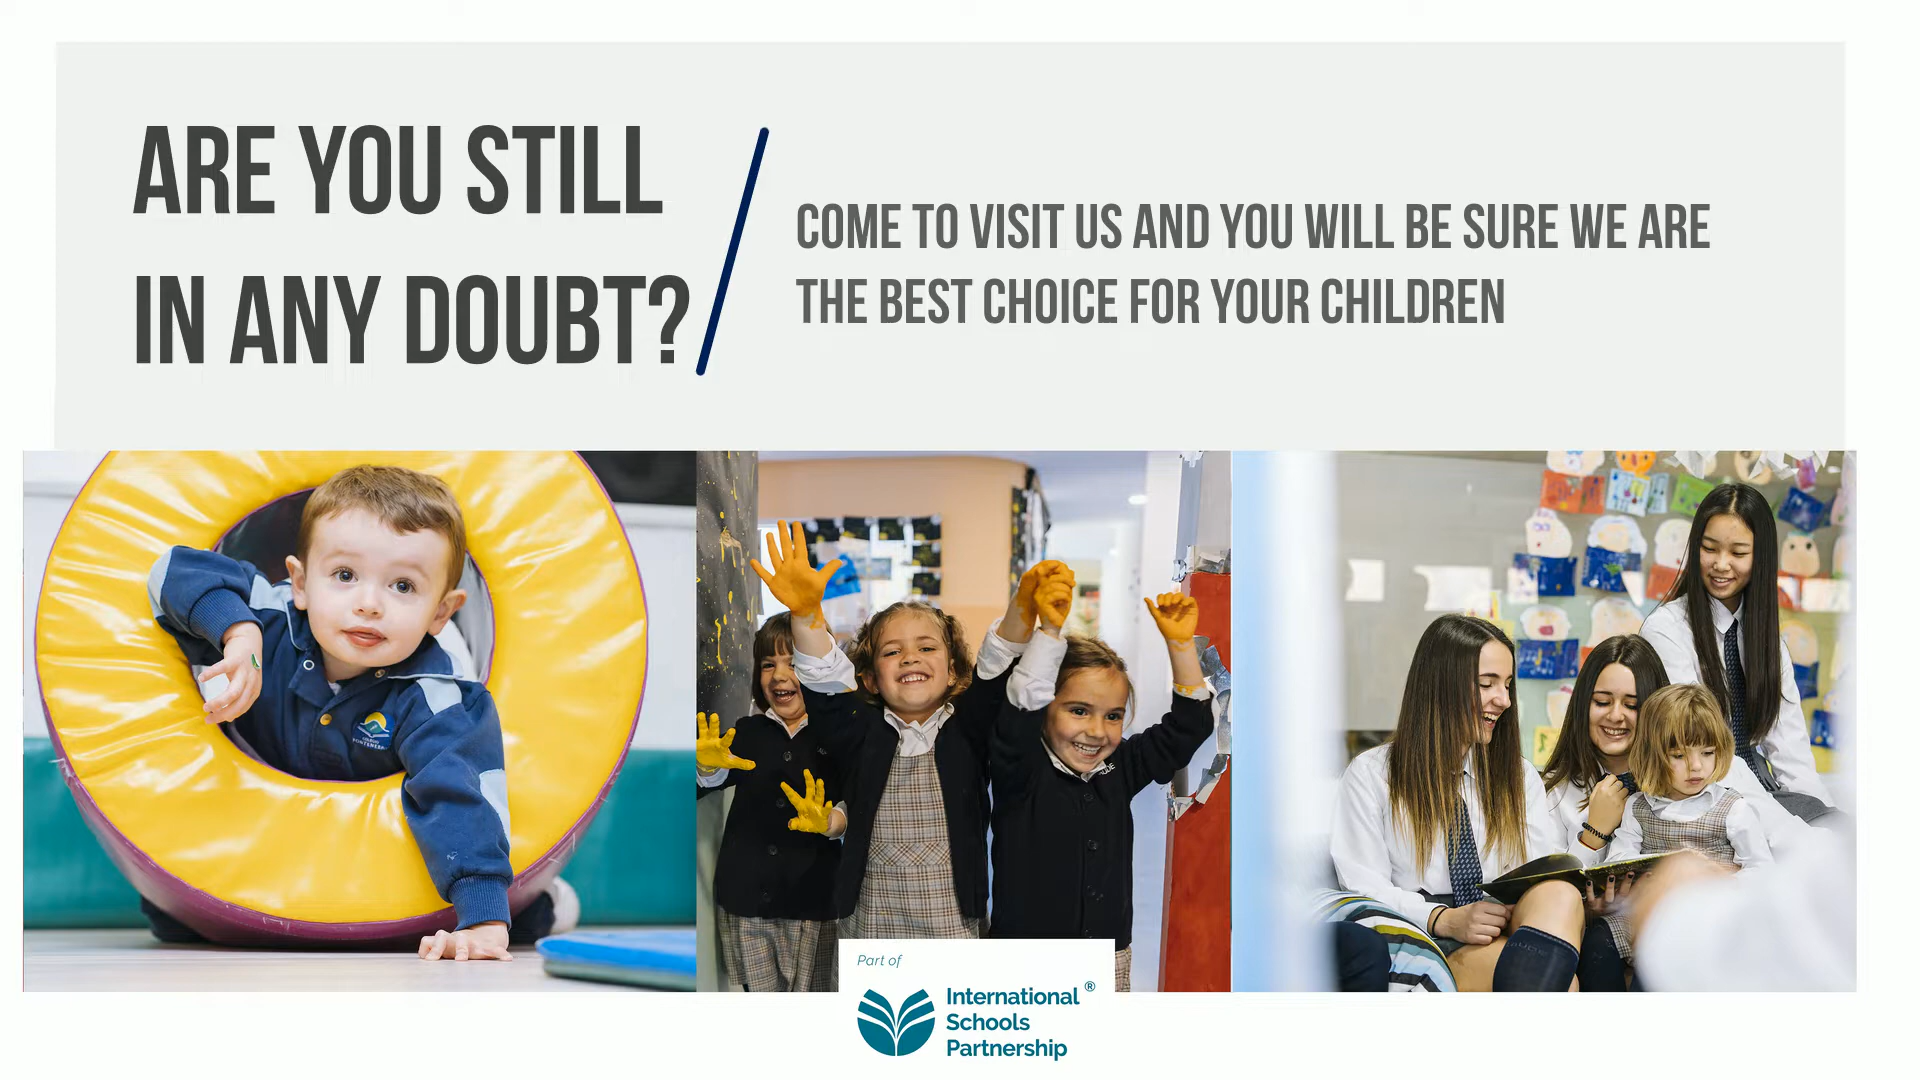 ARE YOU STILL
IN ANY DOUBT?
COME TO VISIT US AND YOU WILL BE SURE WE ARE
THE BEST CHOICE FOR YOUR CHILDREN
Part of
International ®
Schools
Partnership